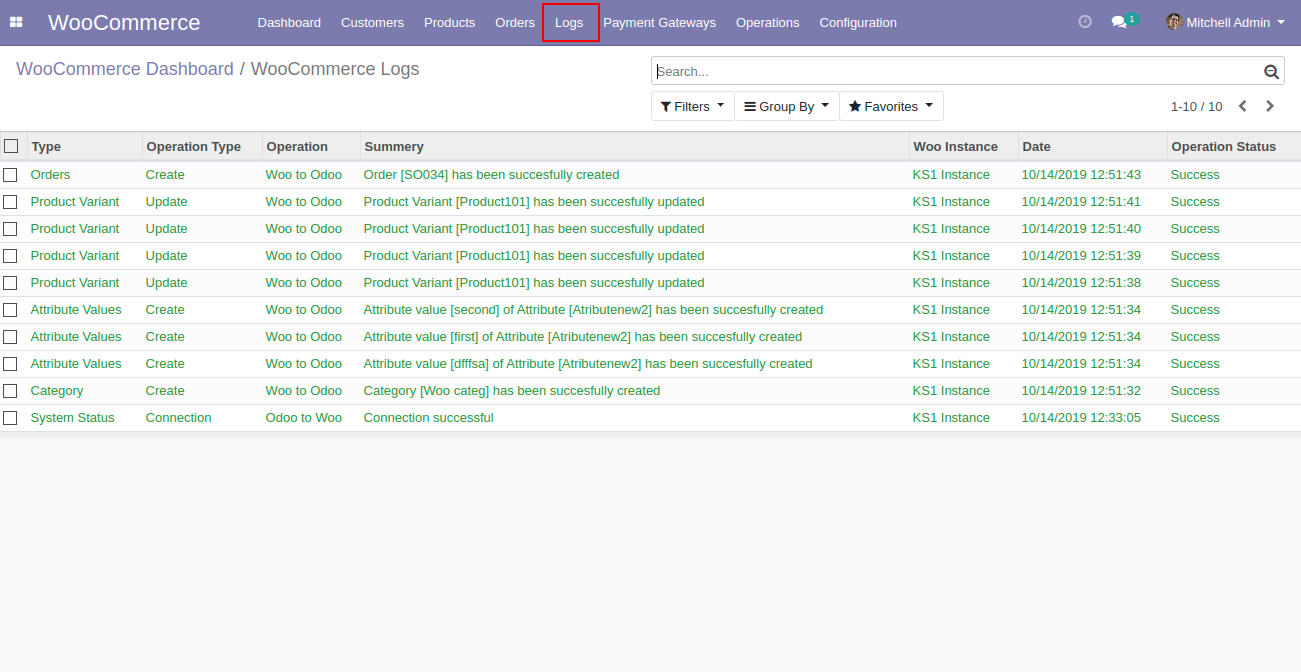 WooCommerce Dashboard Customers Products Orders Logs Payment Gateways Operations Configuration 1 Mitchell Admin
WooCommerce Dashboard / WooCommerce Logs Search...
Filters Group By Favorites 1-10 / 10
Type Operation Type Operation Summery Woo Instance Date Operation Status
Orders Create Woo to Odoo Order [SO034] has been succesfully created KS1 Instance 10/14/2019 12:51:43 Success
Product Variant Update Woo to Odoo Product Variant [Product101] has been succesfully updated KS1 Instance 10/14/2019 12:51:41 Success
Product Variant Update Woo to Odoo Product Variant [Product101] has been succesfully updated KS1 Instance 10/14/2019 12:51:40 Success
Product Variant Update Woo to Odoo Product Variant [Product101] has been succesfully updated KS1 Instance 10/14/2019 12:51:39 Success
Product Variant Update Woo to Odoo Product Variant [Product101] has been succesfully updated KS1 Instance 10/14/2019 12:51:38 Success
Attribute Values Create Woo to Odoo Attribute value [second] of Attribute [Atributenew2] has been succesfully created KS1 Instance 10/14/2019 12:51:34 Success
Attribute Values Create Woo to Odoo Attribute value [first] of Attribute [Atributenew2] has been succesfully created KS1 Instance 10/14/2019 12:51:34 Success
Attribute Values Create Woo to Odoo Attribute value [dfffsa] of Attribute [Atributenew2] has been succesfully created KS1 Instance 10/14/2019 12:51:34 Success
Category Create Woo to Odoo Category [Woo categ] has been succesfully created KS1 Instance 10/14/2019 12:51:32 Success
System Status Connection Odoo to Woo Connection successful KS1 Instance 10/14/2019 12:33:05 Success